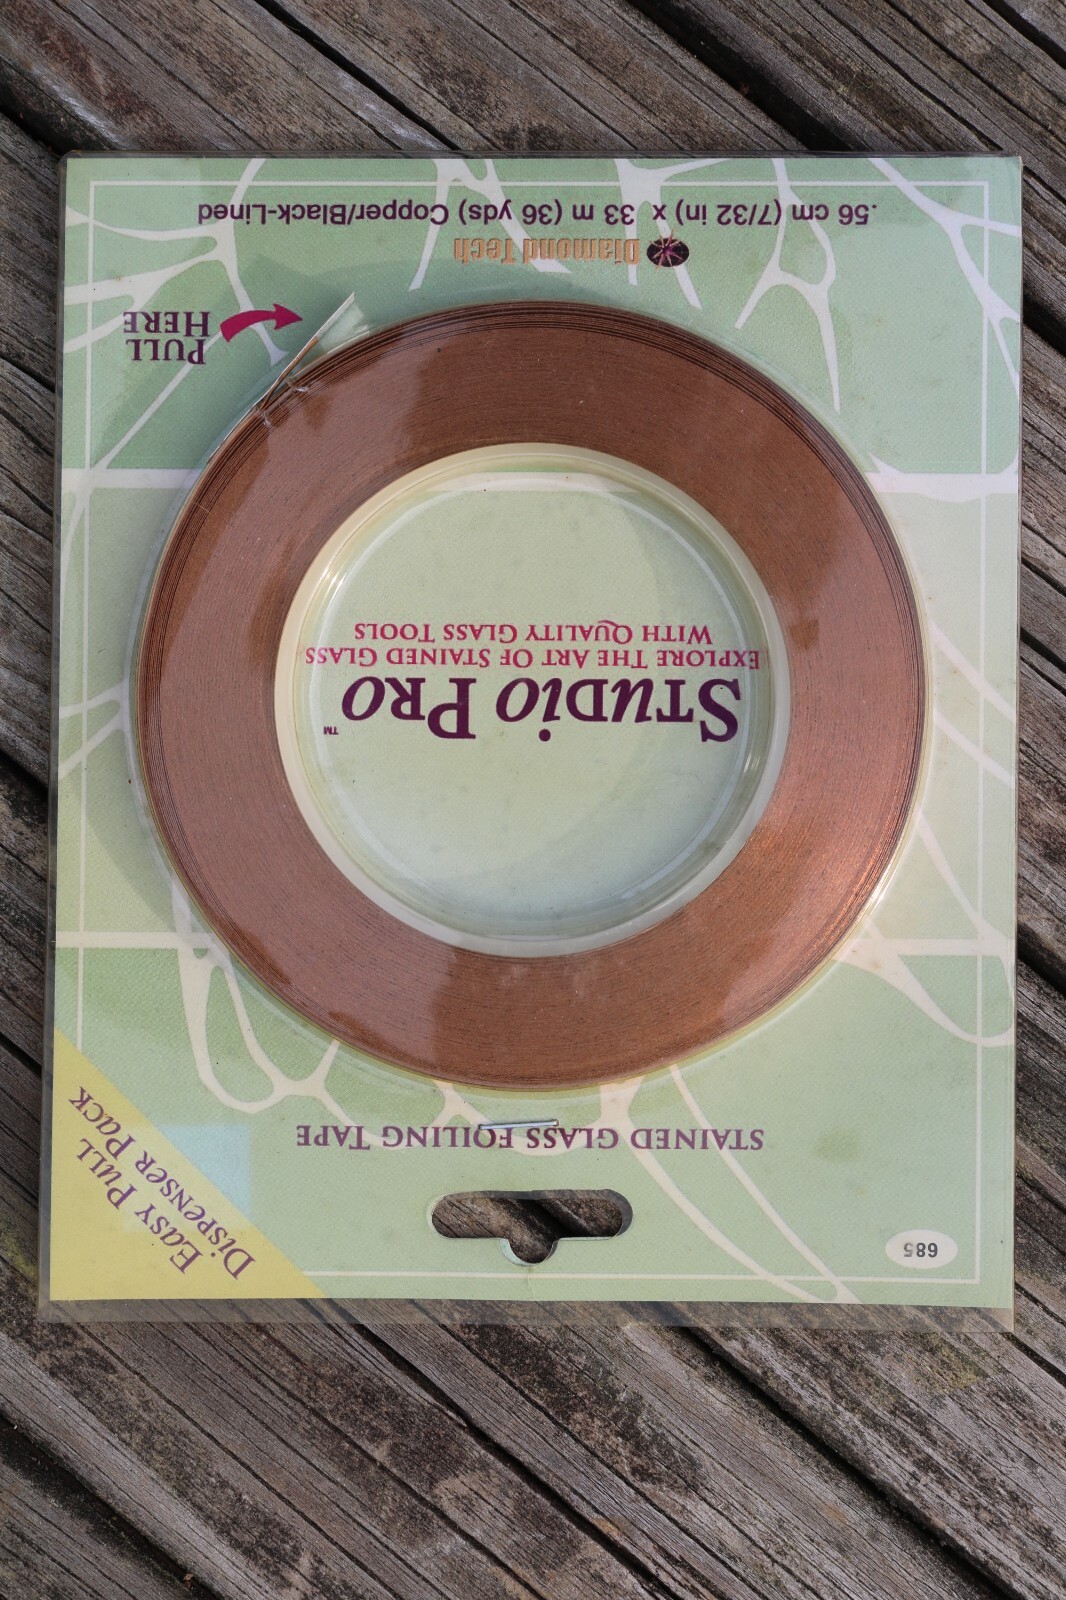 685
Easy Pull
Dispenser Pack
STAINED GLASS FOILING TAPE
STUDIO PRO™
EXPLORE THE ART OF STAINED GLASS
WITH QUALITY GLASS TOOLS
PULL
HERE
Diamond Tech
.56 cm (7/32 in) x 33 m (36 yds) Copper/Black-Lined